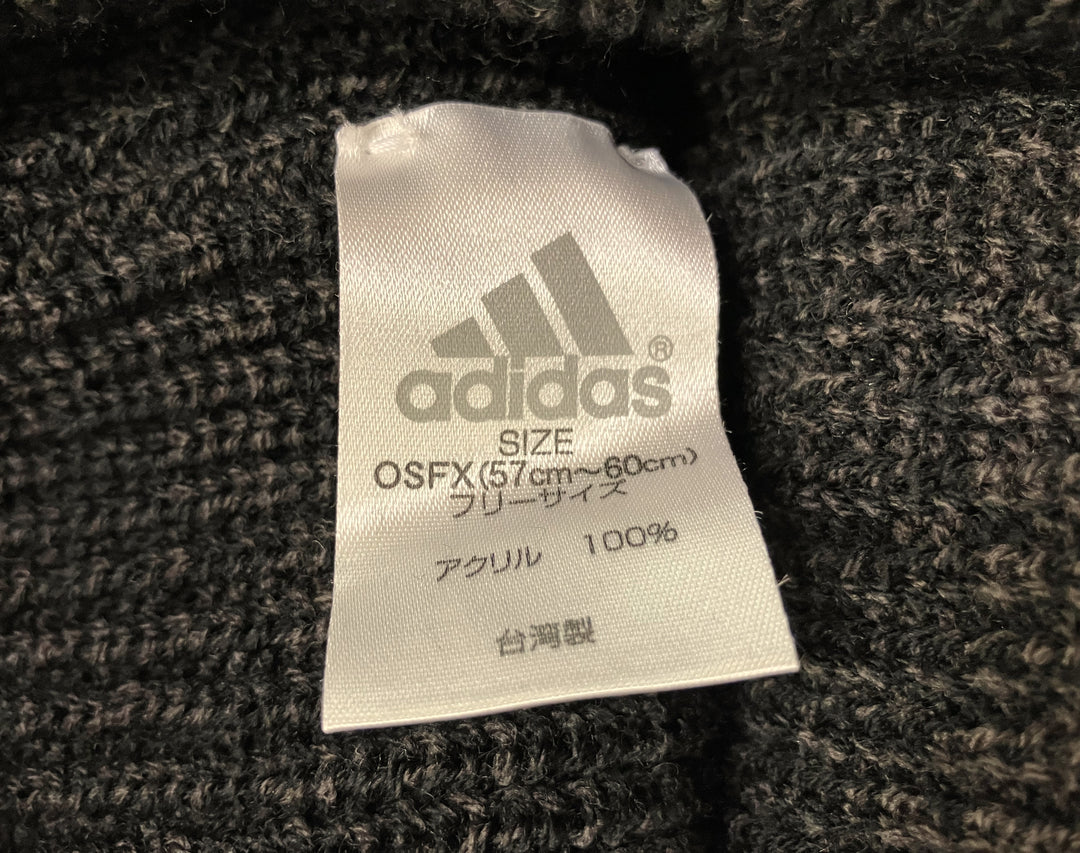 adidas®
SIZE
OSFX(57cm～60cm)
フリーサイズ
アクリル 100%
台湾製